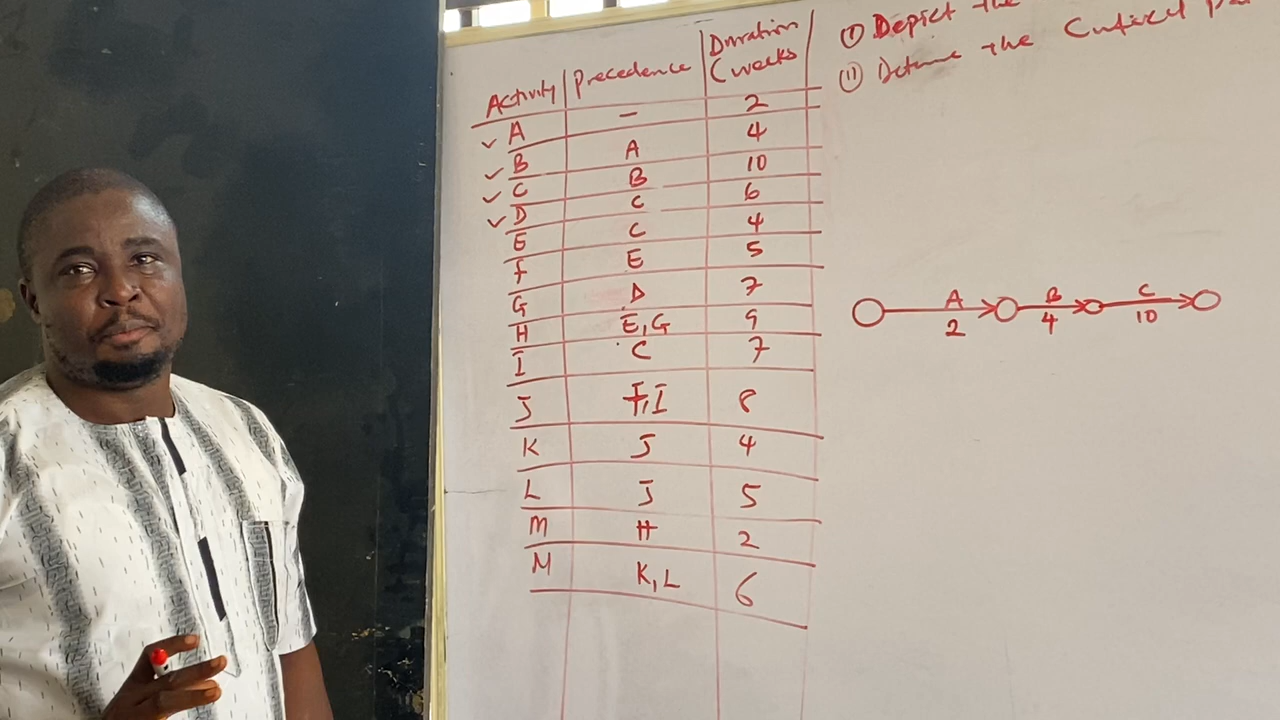 Activity | Precedence | Duration (weeks
A | - | 2
B | A | 4
C | B | 10
D | C | 6
E | C | 4
F | E | 5
G | D | 7
H | E,G | 9
I | C | 7
J | F,I | 8
K | J | 4
L | J | 5
M | H | 2
M | K,L | 6
(i) Depict the
(ii) the Critical
A B C
2 4 10